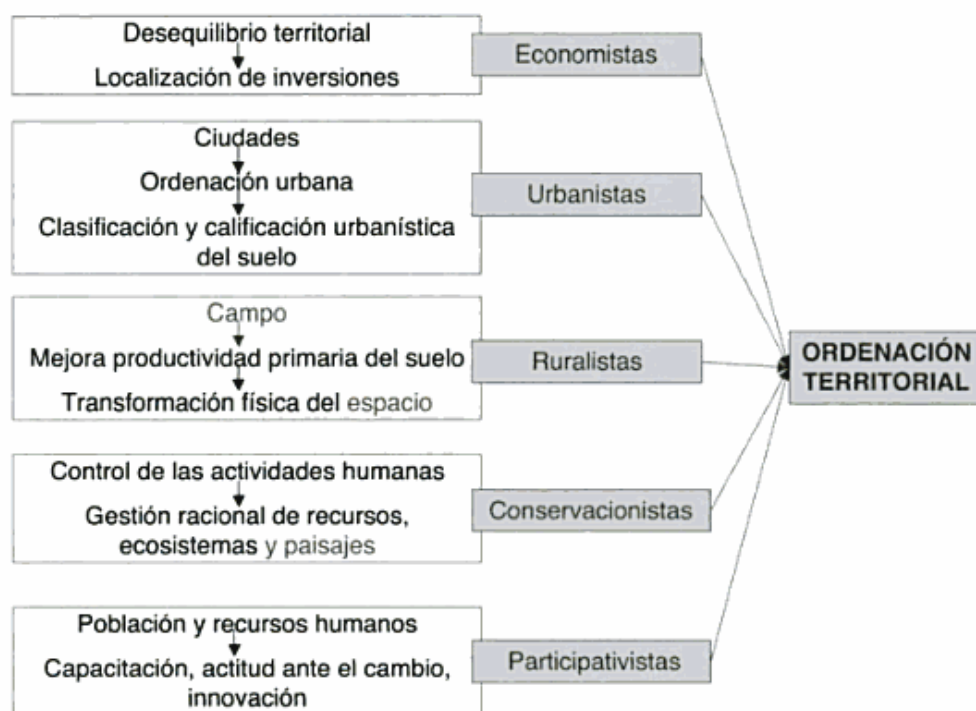 Desequilibrio territorial
Localización de inversiones
Economistas
Ciudades
Ordenación urbana
Clasificación y calificación urbanística
del suelo
Urbanistas
Campo
Mejora productividad primaria del suelo
Transformación física del espacio
Ruralistas
Control de las actividades humanas
Gestión racional de recursos,
ecosistemas y paisajes
Conservacionistas
Población y recursos humanos
Capacitación, actitud ante el cambio,
innovación
Participativistas
ORDENACIÓN
TERRITORIAL